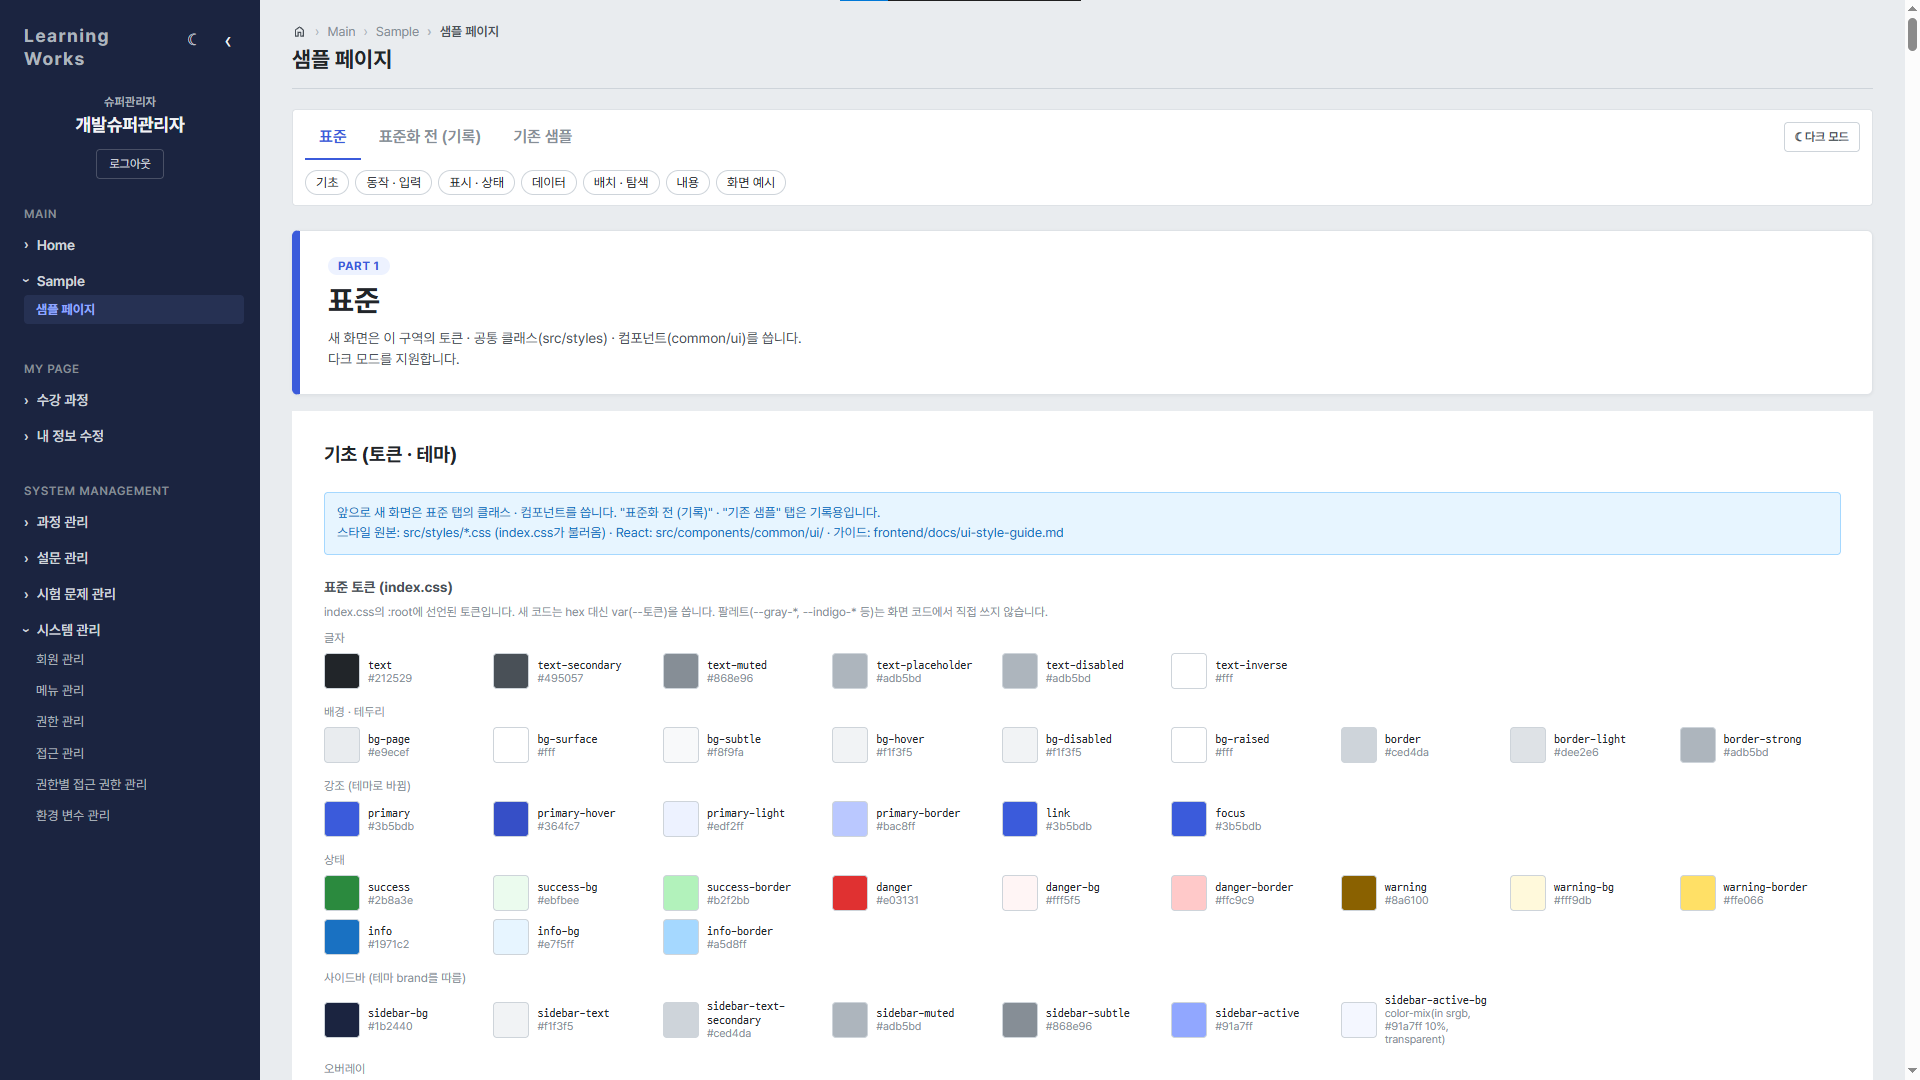 Learning
Works
슈퍼관리자
개발슈퍼관리자
로그아웃
MAIN
Home
Sample
샘플 페이지
MY PAGE
수강 과정
내 정보 수정
SYSTEM MANAGEMENT
과정 관리
설문 관리
시험 문제 관리
시스템 관리
회원 관리
메뉴 관리
권한 관리
접근 관리
권한별 접근 권한 관리
환경 변수 관리
Main › Sample › 샘플 페이지
샘플 페이지
표준 표준화 전 (기록) 기존 샘플
다크 모드
기초 동작 · 입력 표시 · 상태 데이터 배치 · 탐색 내용 화면 예시
PART 1
표준
새 화면은 이 구역의 토큰 · 공통 클래스(src/styles) · 컴포넌트(common/ui)를 씁니다.
다크 모드를 지원합니다.
기초 (토큰 · 테마)
앞으로 새 화면은 표준 탭의 클래스 · 컴포넌트를 씁니다. "표준화 전 (기록)" · "기존 샘플" 탭은 기록용입니다.
스타일 원본: src/styles/*.css (index.css가 불러옴) · React: src/components/common/ui/ · 가이드: frontend/docs/ui-style-guide.md
표준 토큰 (index.css)
index.css의 :root에 선언된 토큰입니다. 새 코드는 hex 대신 var(--토큰)을 씁니다. 팔레트(--gray-*, --indigo-* 등)는 화면 코드에서 직접 쓰지 않습니다.
글자
text text-secondary text-muted text-placeholder text-disabled text-inverse
#212529 #495057 #868e96 #adb5bd #adb5bd #fff
배경 · 테두리
bg-page bg-surface bg-subtle bg-hover bg-disabled bg-raised border border-light border-strong
#e9ecef #fff #f8f9fa #f1f3f5 #f1f3f5 #fff #ced4da #dee2e6 #adb5bd
강조 (테마로 바뀜)
primary primary-hover primary-light primary-border link focus
#3b5bdb #364fc7 #edf2ff #bac8ff #3b5bdb #3b5bdb
상태
success success-bg success-border danger danger-bg danger-border warning warning-bg warning-border
#2b8a3e #ebfbee #b2f2bb #e03131 #fff5f5 #ffc9c9 #8a6100 #fff9db #ffe066
info info-bg info-border
#1971c2 #e7f5ff #a5d8ff
사이드바 (테마 brand를 따름)
sidebar-bg
#1b2440
sidebar-text
#f1f3f5
sidebar-text-
secondary
#ced4da
sidebar-muted
#adb5bd
sidebar-subtle
#868e96
sidebar-active
#91a7ff
sidebar-active-bg
color-mix(in srgb,
#91a7ff 10%,
transparent)
오버레이